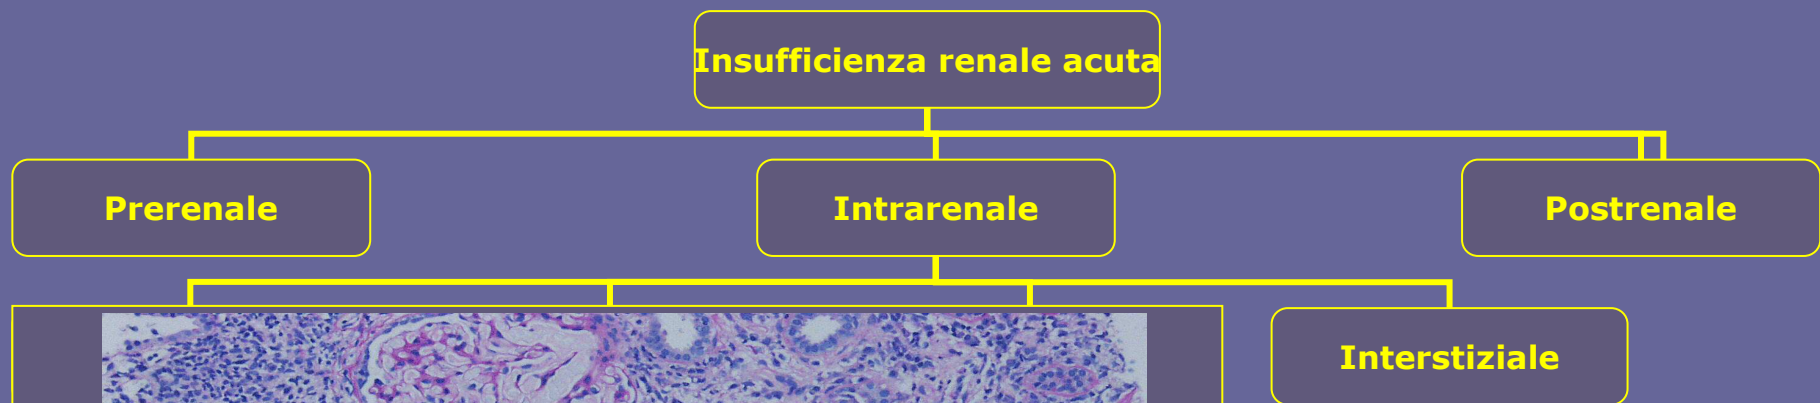 Insufficienza renale acuta
Prerenale
Intrarenale
Postrenale
Interstiziale